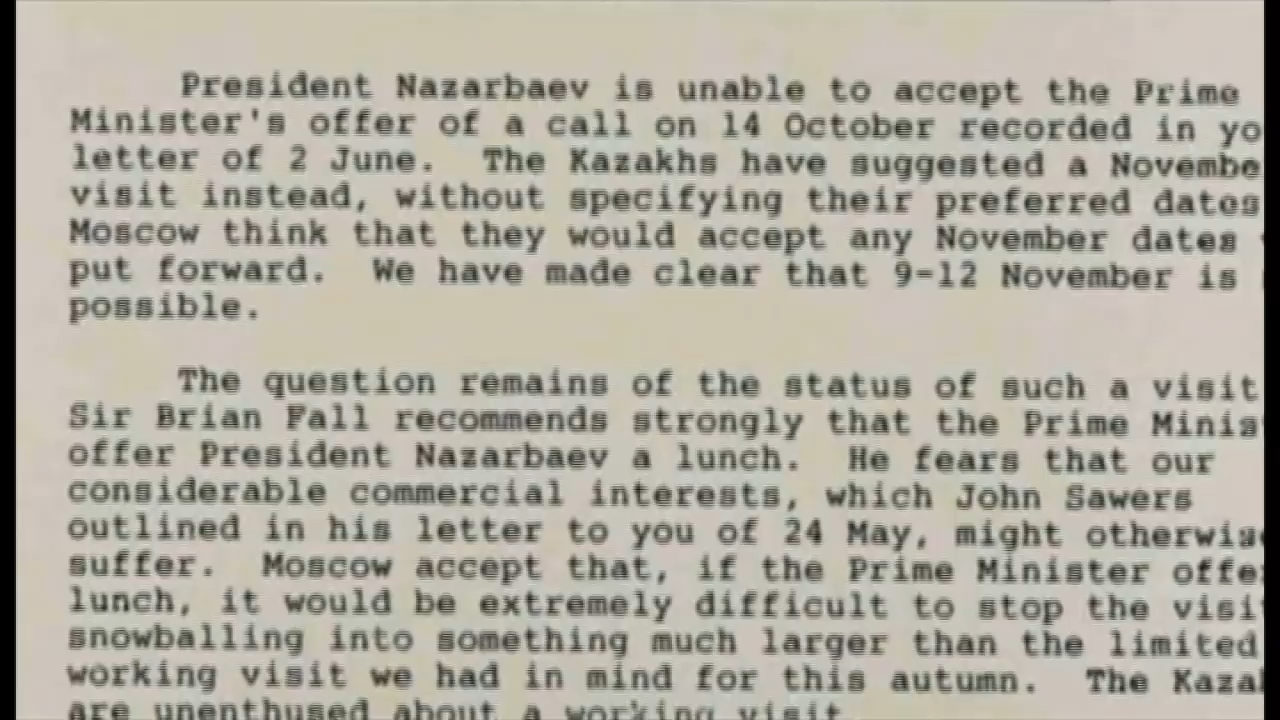 President Nazarbaev is unable to accept the Prime
Minister's offer of a call on 14 October recorded in yo
letter of 2 June. The Kazakhs have suggested a Novembe
visit instead, without specifying their preferred dates
Moscow think that they would accept any November dates
put forward. We have made clear that 9-12 November is
possible.
The question remains of the status of such a visit
Sir Brian Fall recommends strongly that the Prime Minis
offer President Nazarbaev a lunch. He fears that our
considerable commercial interests, which John Sawers
outlined in his letter to you of 24 May, might otherwise
suffer. Moscow accept that, if the Prime Minister offe
lunch, it would be extremely difficult to stop the visi
snowballing into something much larger than the limited
working visit we had in mind for this autumn. The Kaza
are unenthused about a working visit